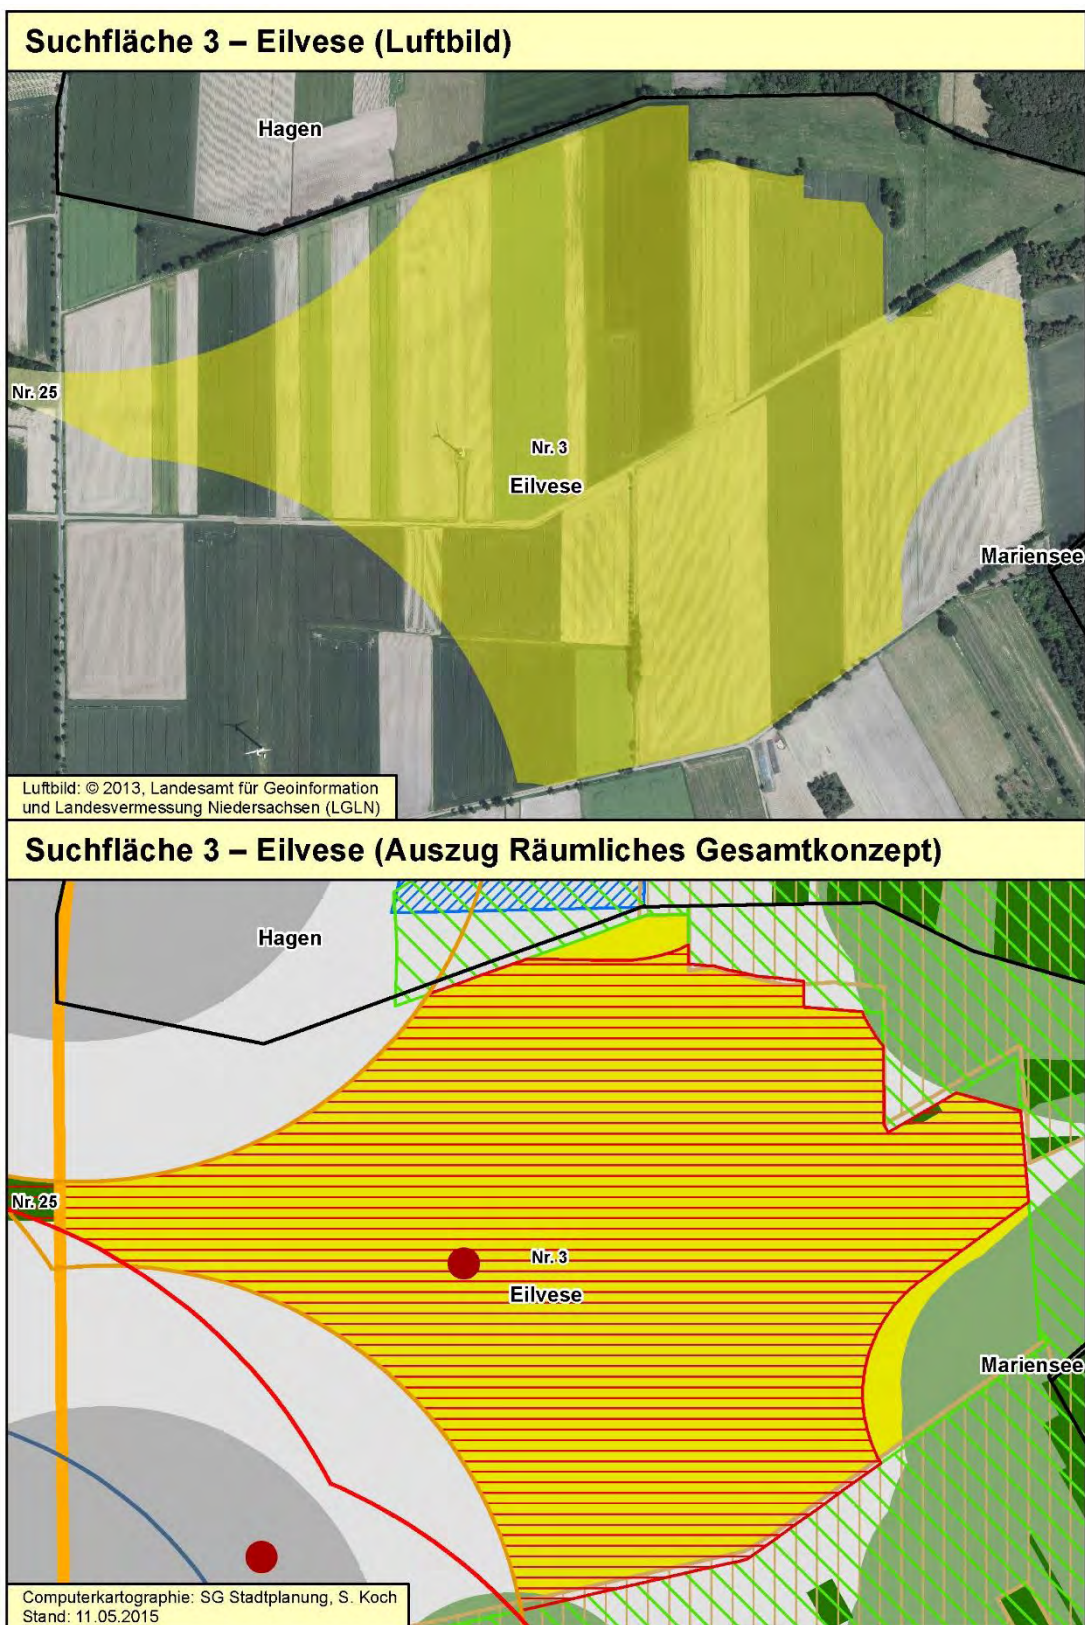 Suchfläche 3 – Eilvese (Luftbild)
Hagen
Nr. 25
Nr. 3
Eilvese
Mariensee
Luftbild: © 2013, Landesamt für Geoinformation
und Landesvermessung Niedersachsen (LGLN)
Suchfläche 3 – Eilvese (Auszug Räumliches Gesamtkonzept)
Hagen
Nr. 25
Nr. 3
Eilvese
Mariensee
Computerkartographie: SG Stadtplanung, S. Koch
Stand: 11.05.2015